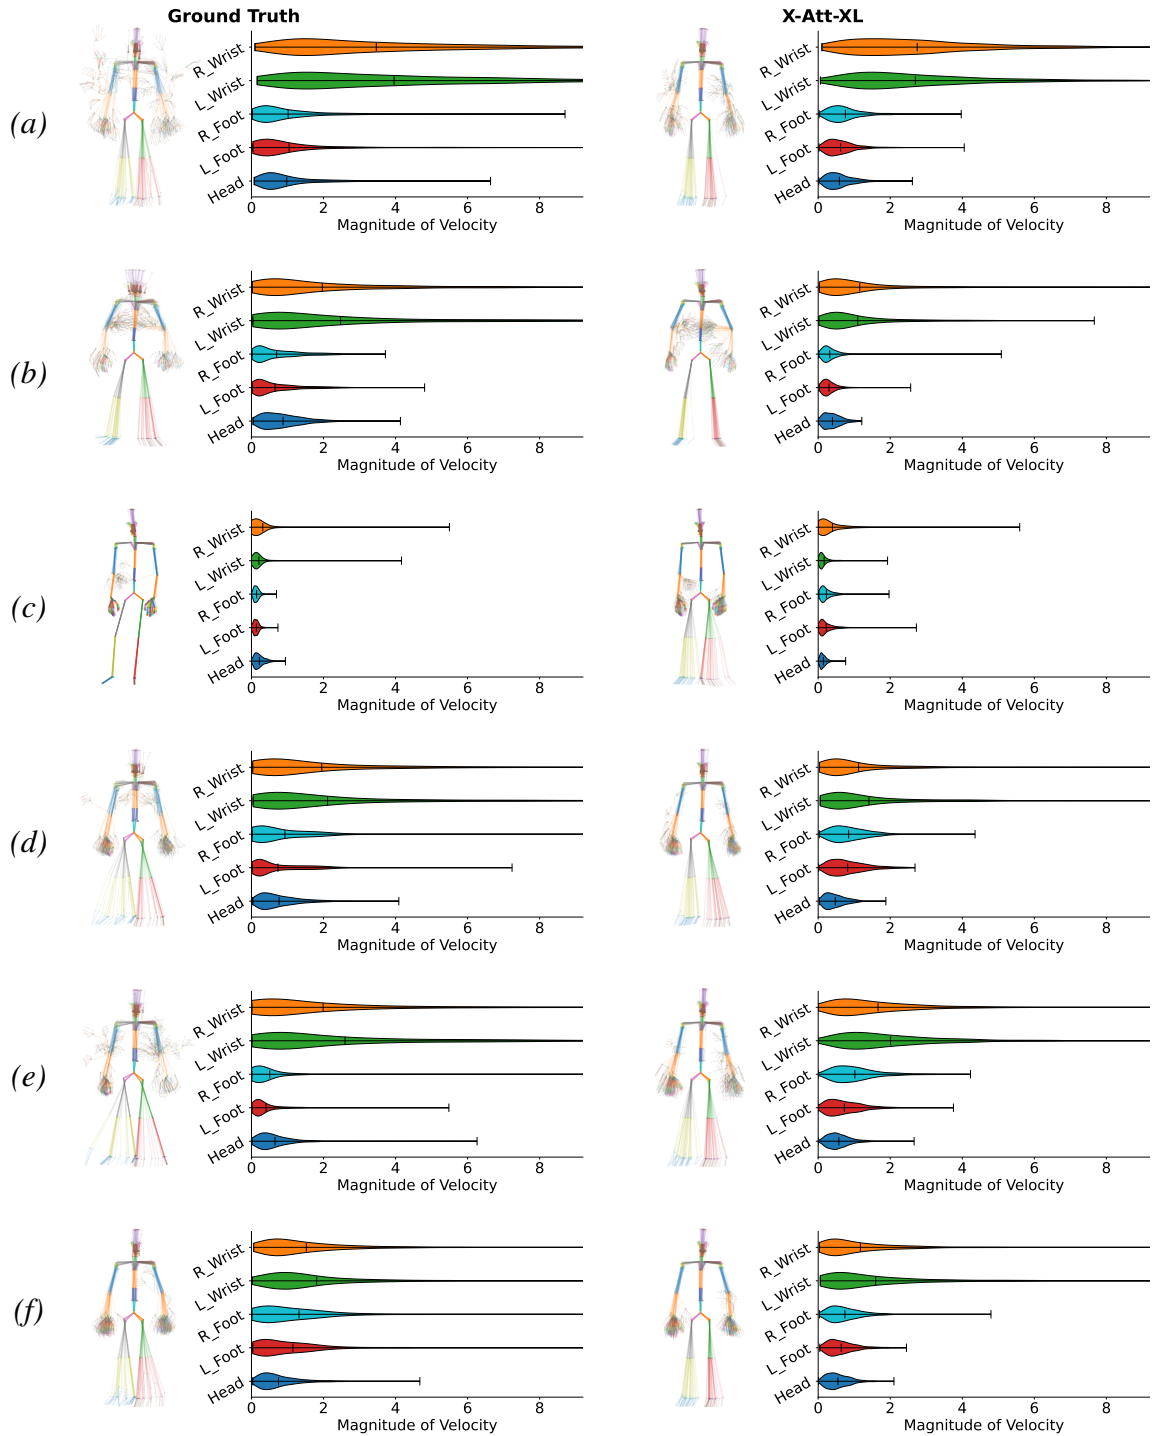 Ground Truth
X-Att-XL
(a)
R_Wrist
L_Wrist
R_Foot
L_Foot
Head
0 2 4 6 8
Magnitude of Velocity
R_Wrist
L_Wrist
R_Foot
L_Foot
Head
0 2 4 6 8
Magnitude of Velocity
(b)
R_Wrist
L_Wrist
R_Foot
L_Foot
Head
0 2 4 6 8
Magnitude of Velocity
R_Wrist
L_Wrist
R_Foot
L_Foot
Head
0 2 4 6 8
Magnitude of Velocity
(c)
R_Wrist
L_Wrist
R_Foot
L_Foot
Head
0 2 4 6 8
Magnitude of Velocity
R_Wrist
L_Wrist
R_Foot
L_Foot
Head
0 2 4 6 8
Magnitude of Velocity
(d)
R_Wrist
L_Wrist
R_Foot
L_Foot
Head
0 2 4 6 8
Magnitude of Velocity
R_Wrist
L_Wrist
R_Foot
L_Foot
Head
0 2 4 6 8
Magnitude of Velocity
(e)
R_Wrist
L_Wrist
R_Foot
L_Foot
Head
0 2 4 6 8
Magnitude of Velocity
R_Wrist
L_Wrist
R_Foot
L_Foot
Head
0 2 4 6 8
Magnitude of Velocity
(f)
R_Wrist
L_Wrist
R_Foot
L_Foot
Head
0 2 4 6 8
Magnitude of Velocity
R_Wrist
L_Wrist
R_Foot
L_Foot
Head
0 2 4 6 8
Magnitude of Velocity